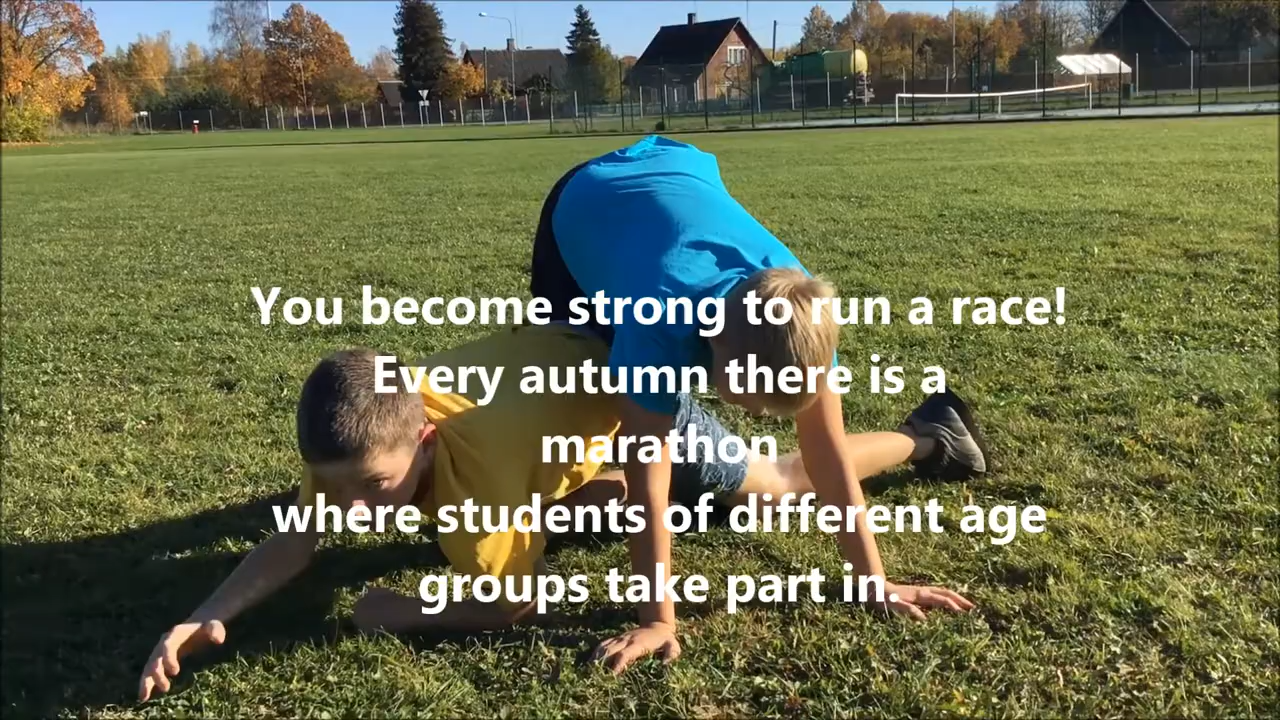 You become strong to run a race!
Every autumn there is a
marathon
where students of different age
groups take part in.